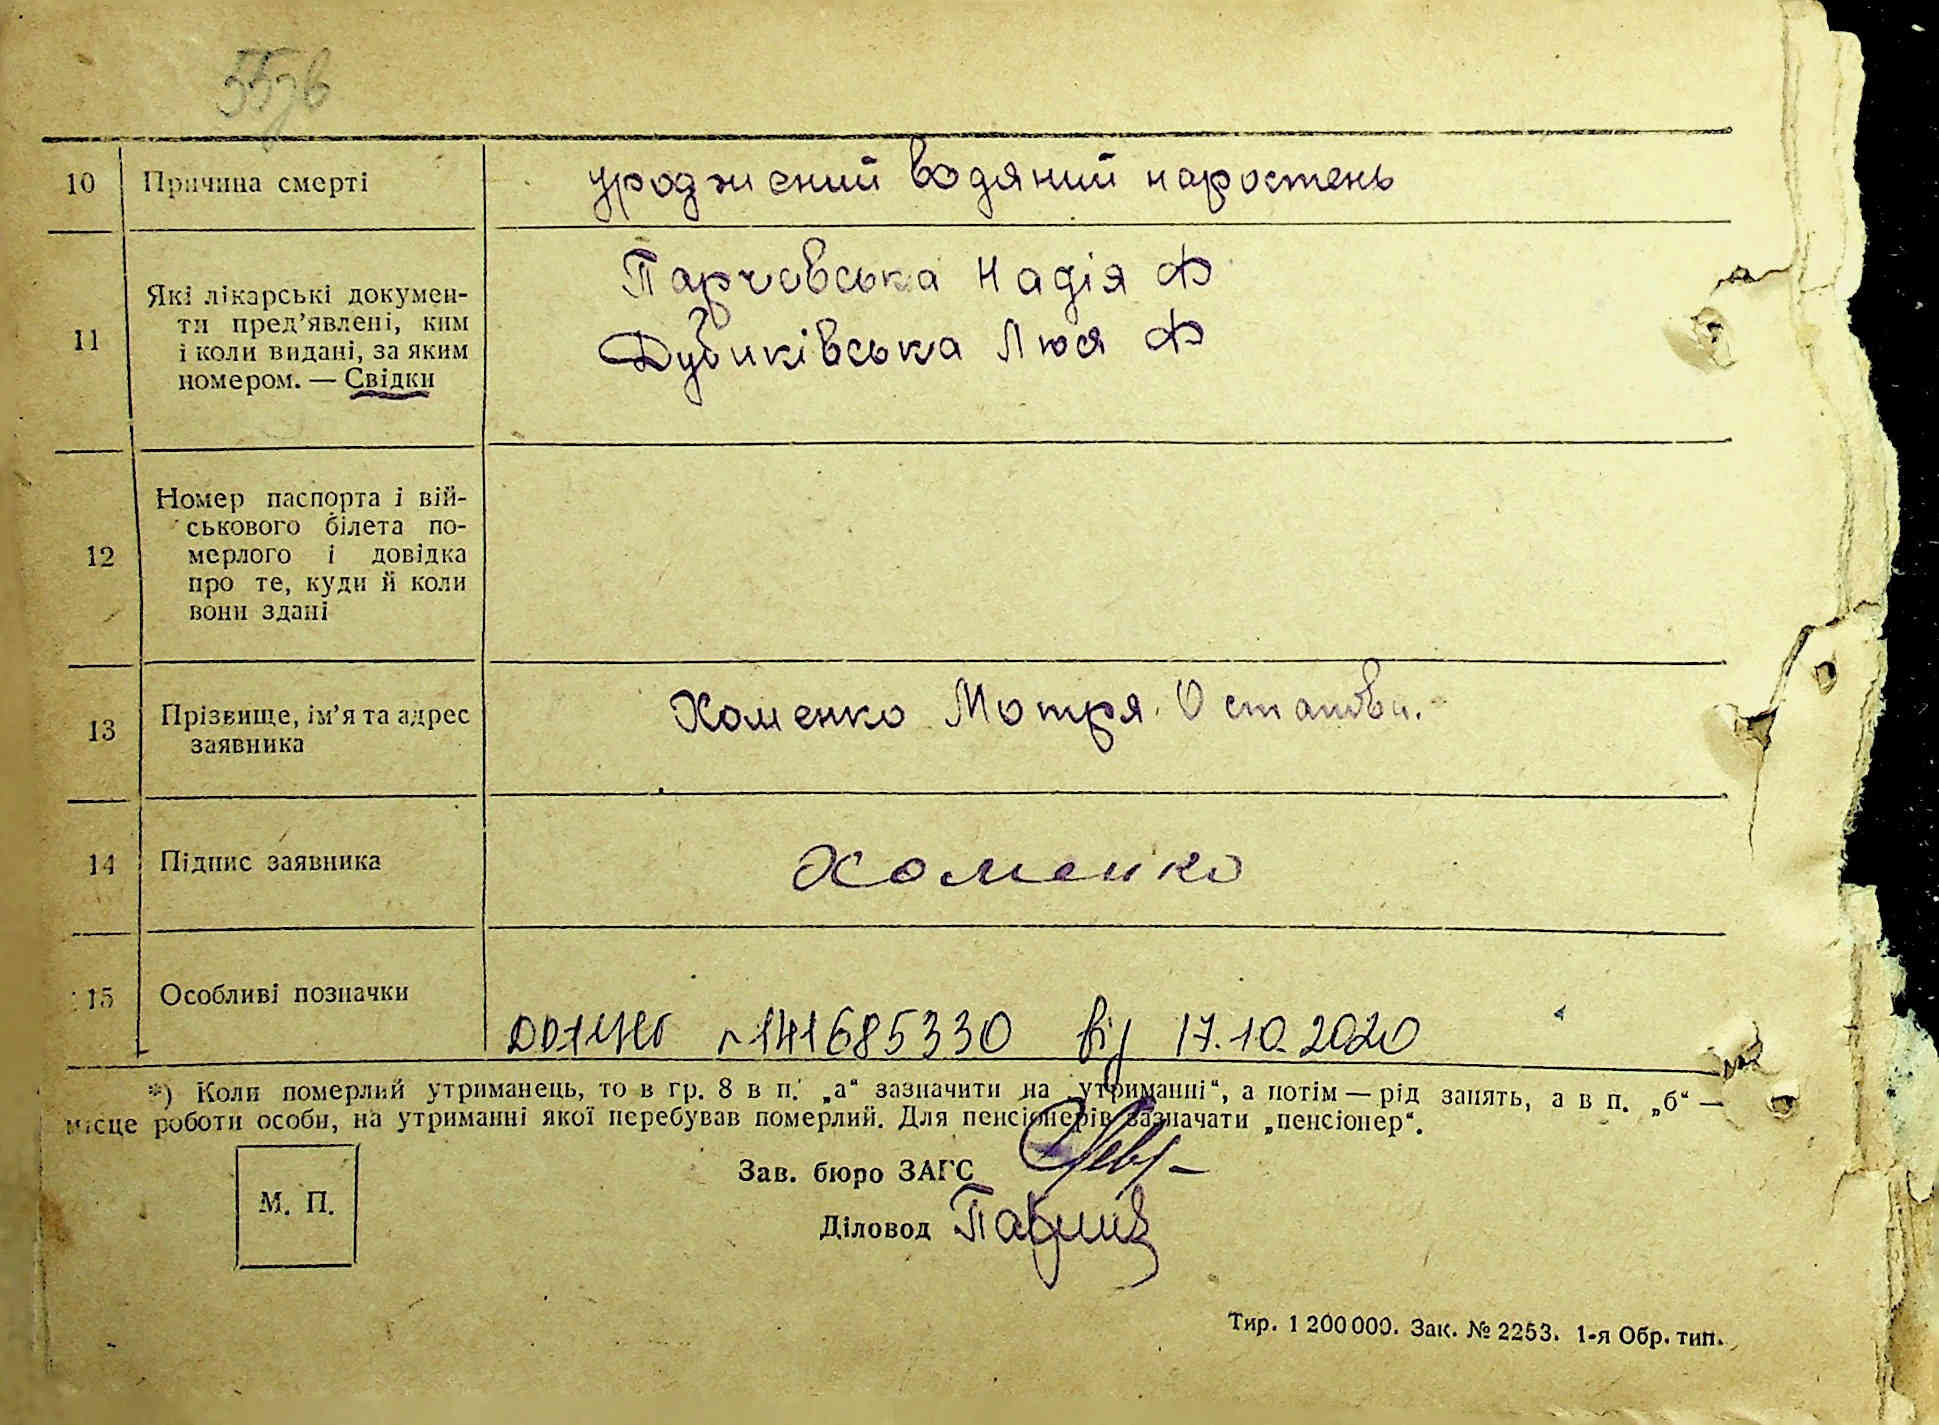 10 Причина смерті уроджений водяний наростень
11 Які лікарські докумен-
ти пред’явлені, ким
і коли видані, за яким
номером. — Свідки
Парчевська Надія Ф
Дубиківська Люся Ф
12 Номер паспорта і вій-
ськового білета по-
мерлого і довідка
про те, куди й коли
вони здані
13 Прізвище, ім’я та адрес
заявника
Хоменко Мотря Остапови.
14 Підпис заявника Хоменко
15 Особливі позначки
№141685330 від 17.10.2020
*) Коли померлий утриманець, то в гр. 8 в п. „а“ зазначити „на утриманні“, а потім — рід занять, а в п. „б“ —
місце роботи особи, на утриманні якої перебував померлий. Для пенсіонерів зазначати „пенсіонер“.
Зав. бюро ЗАГС
М. П.
Діловод
Тир. 1 200 000. Зак. № 2253. 1-я Обр. тип.